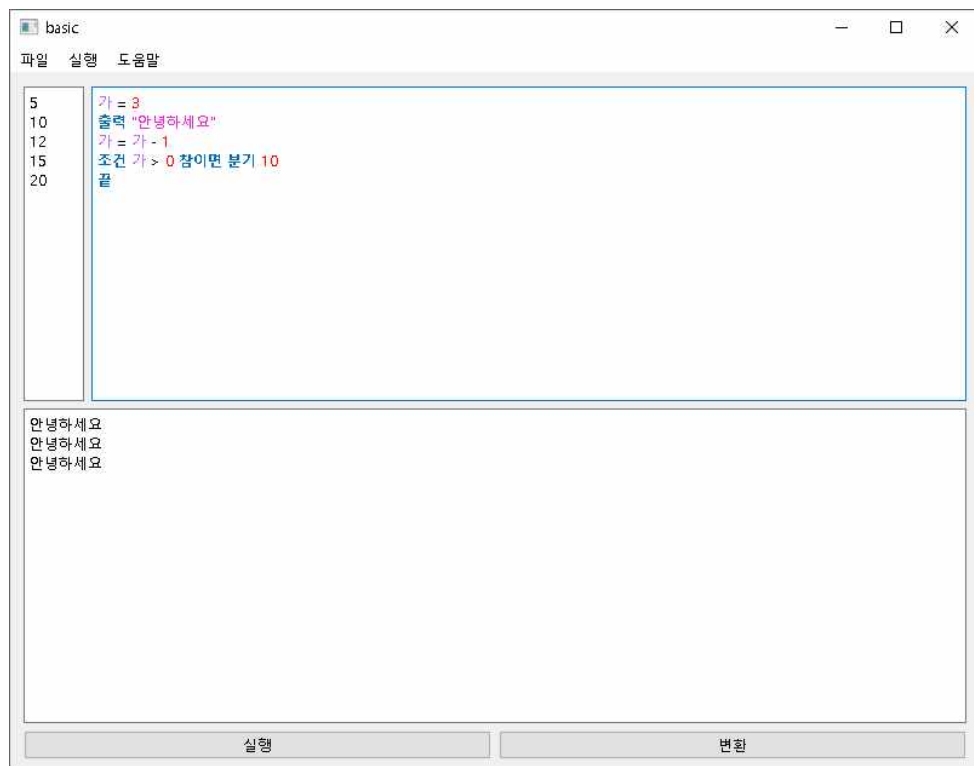 basic
파일 실행 도움말
5 가 = 3
10 출력 "안녕하세요"
12 가 = 가 - 1
15 조건 가 > 0 참이면 분기 10
20 끝
안녕하세요
안녕하세요
안녕하세요
실행 변환